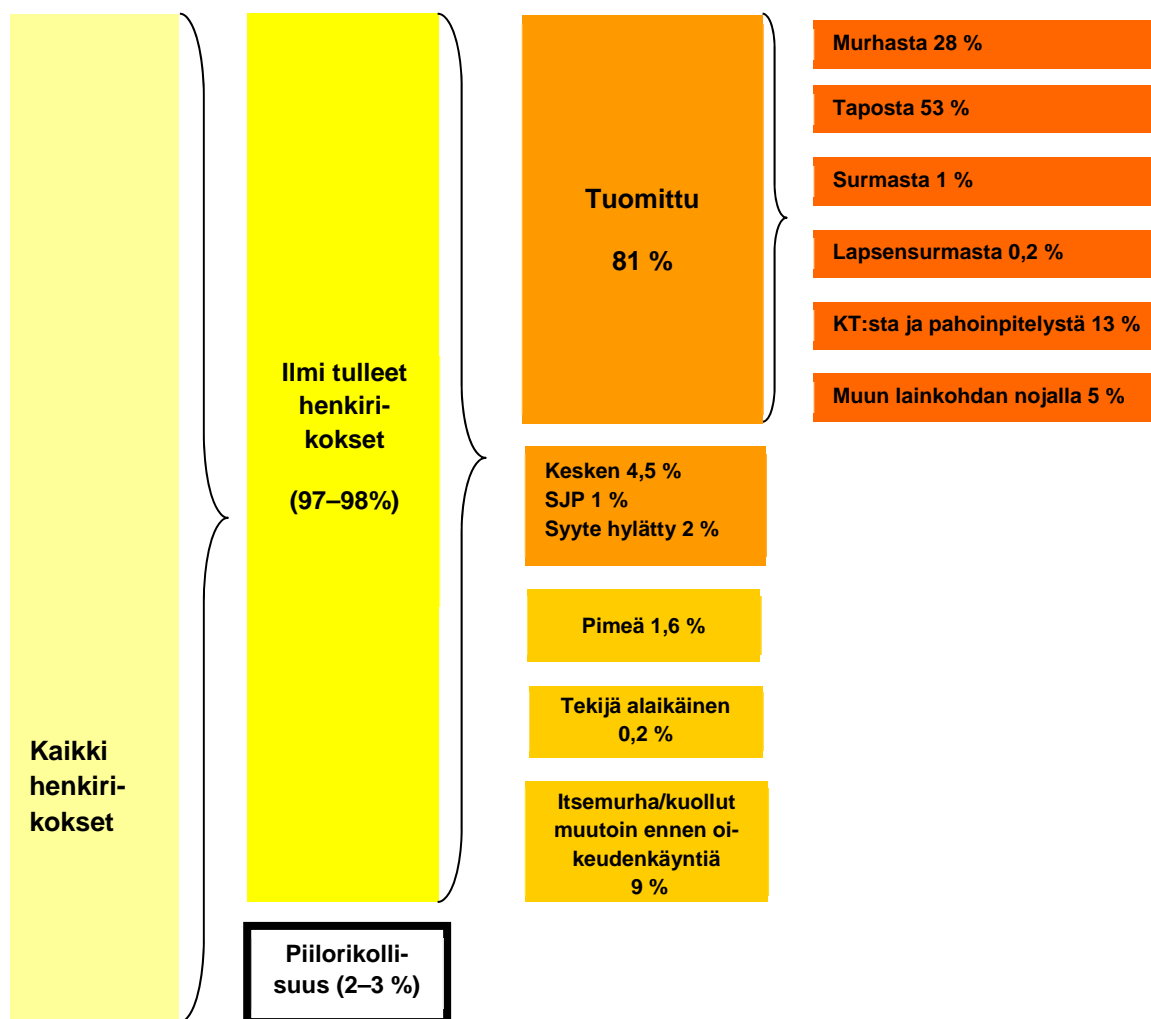 Kaikki
henkiri-
kokset
Ilmi tulleet
henkiri-
kokset
(97–98%)
Piilorikolli-
suus (2–3 %)
Tuomittu
81 %
Kesken 4,5 %
SJP 1 %
Syyte hylätty 2 %
Pimeä 1,6 %
Tekijä alaikäinen
0,2 %
Itsemurha/kuollut
muutoin ennen oi-
keudenkäyntiä
9 %
Murhasta 28 %
Taposta 53 %
Surmasta 1 %
Lapsensurmasta 0,2 %
KT:sta ja pahoinpitelystä 13 %
Muun lainkohdan nojalla 5 %